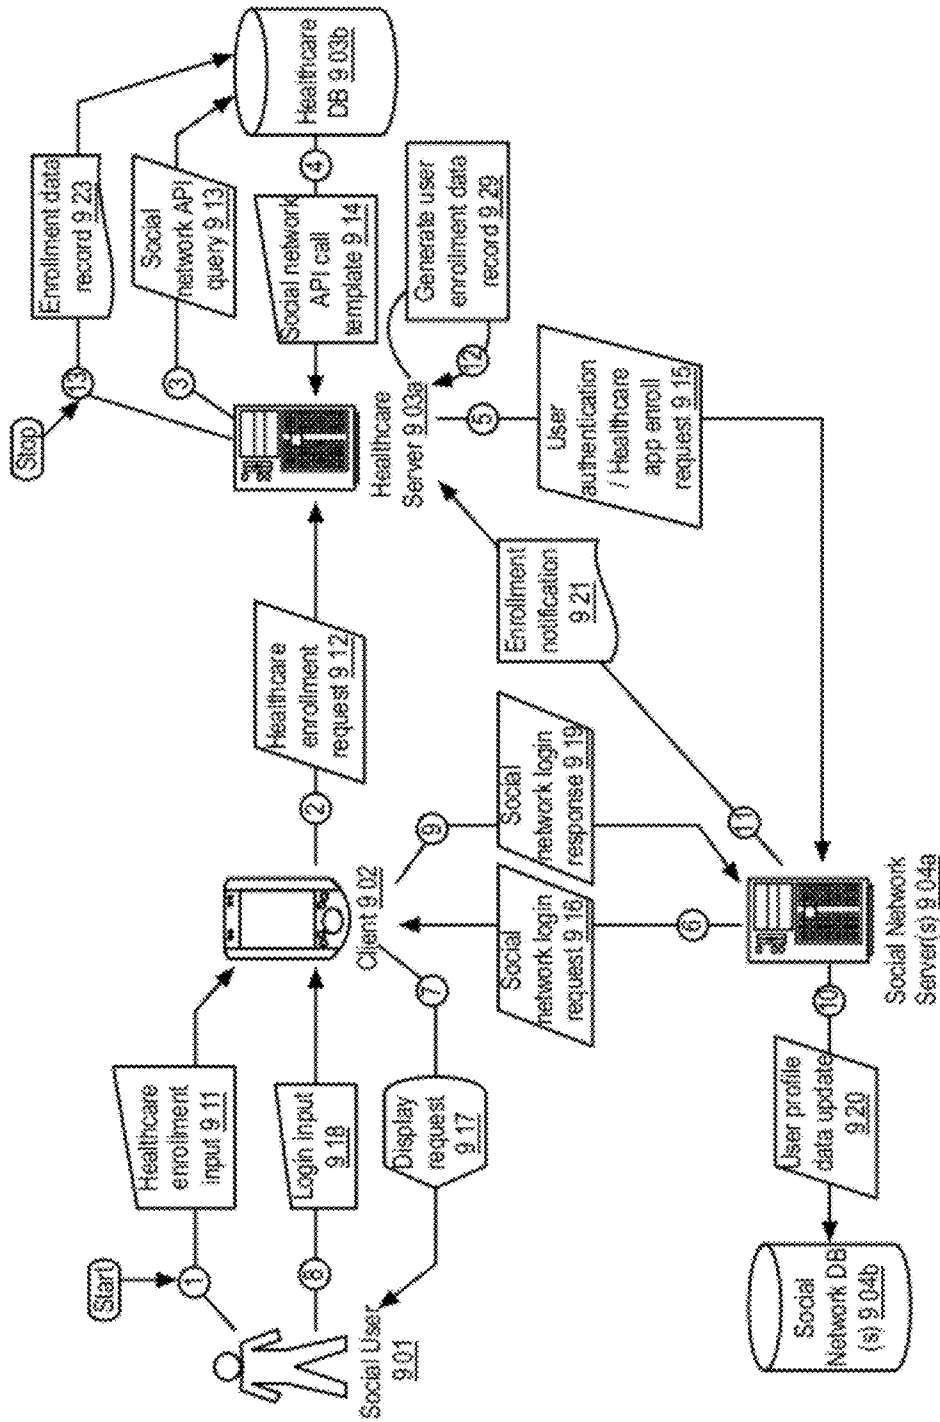 Start
1
Healthcare
enrollment
input 9 11
8
Login input
9 18
Social User
9 01
Display
request
9 17
7
Client 9 02
2
Healthcare
enrollment
request 9 12
Stop
13
Enrollment data
record 9 23
3
Social
network API
query 9 13
Healthcare
DB 9 03b
4
Social network
API call
template 9 14
Healthcare
Server 9 03a
Generate user
enrollment data
record 9 29
12
5
User
authentication
/ Healthcare
app enroll
request 9 15
Enrollment
notification
9 21
11
9
Social
network login
response 9 19
Social
network login
request 9 16
6
Social Network
Server(s) 9 04a
10
User profile
data update
9 20
Social
Network DB
(s) 9 04b